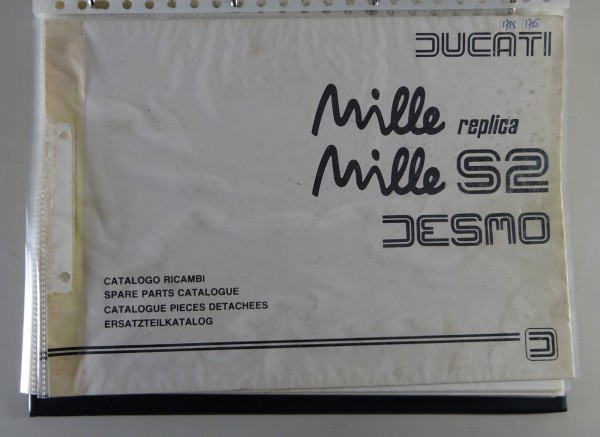 DUCATI
Mille replica
Mille S2
DESMO
CATALOGO RICAMBI
SPARE PARTS CATALOGUE
CATALOGUE PIECES DETACHEES
ERSATZTEILKATALOG
D